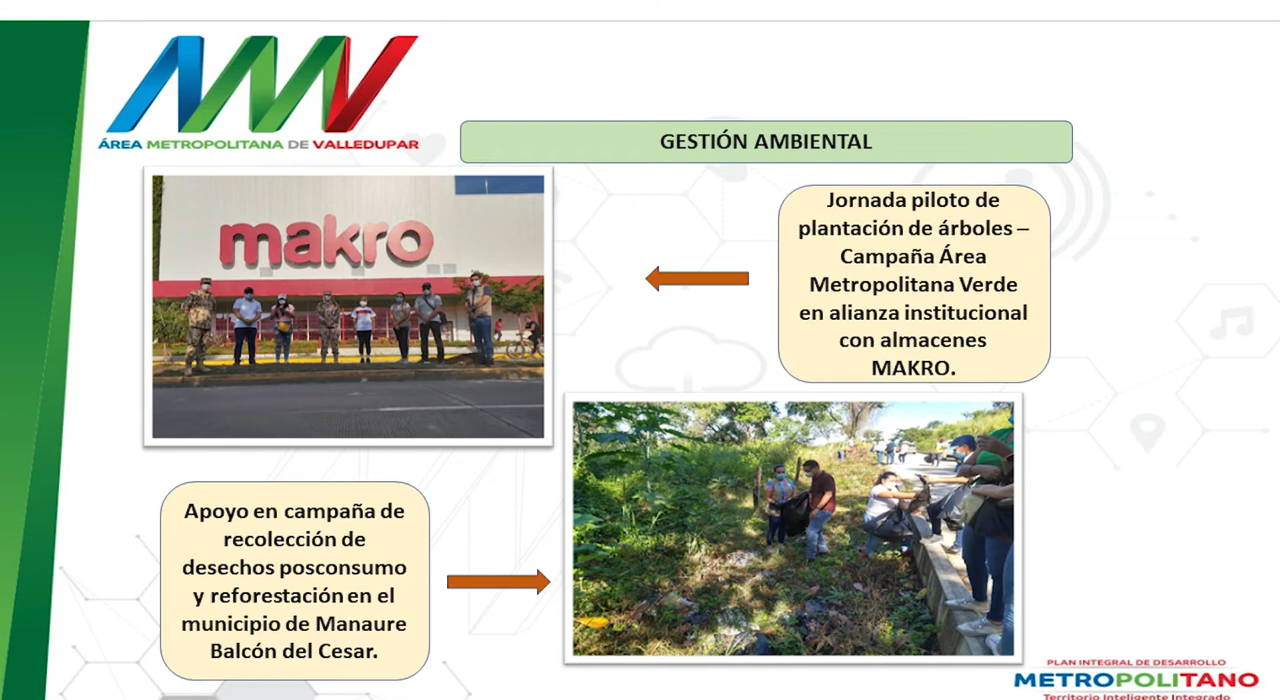 ÁREA METROPOLITANA DE VALLEDUPAR
GESTIÓN AMBIENTAL
makro
Jornada piloto de
plantación de árboles –
Campaña Área
Metropolitana Verde
en alianza institucional
con almacenes
MAKRO.
Apoyo en campaña de
recolección de
desechos posconsumo
y reforestación en el
municipio de Manaure
Balcón del Cesar.
PLAN INTEGRAL DE DESARROLLO
METROPOLITANO
Territorio Inteligente Integrado